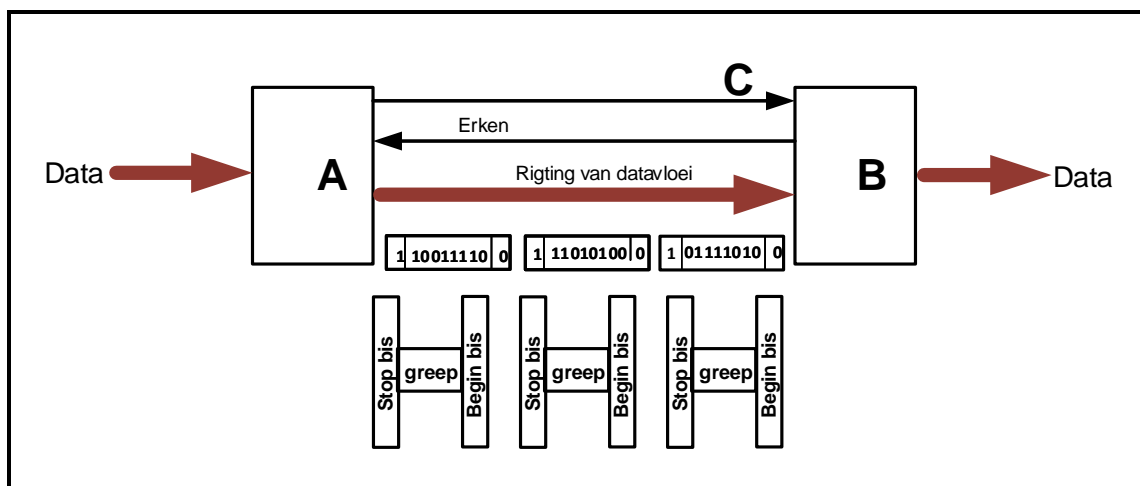 C
Erken
Data
A
Rigting van datavloei
B
Data
1 10011110 0
1 11010100 0
1 01111010 0
Stop bis
greep
Begin bis
Stop bis
greep
Begin bis
Stop bis
greep
Begin bis